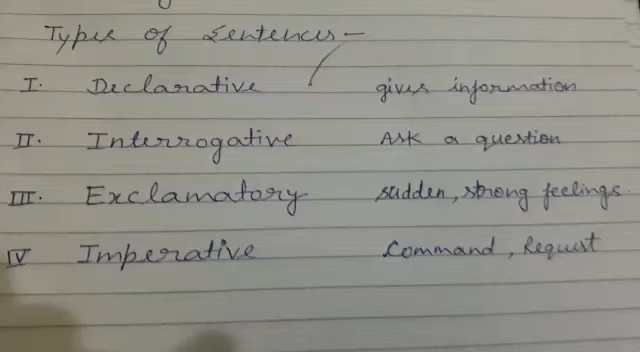 Types of Sentences -
I. Declarative gives information
II. Interrogative Ask a question
III. Exclamatory sudden, strong feelings.
IV Imperative Command, Request